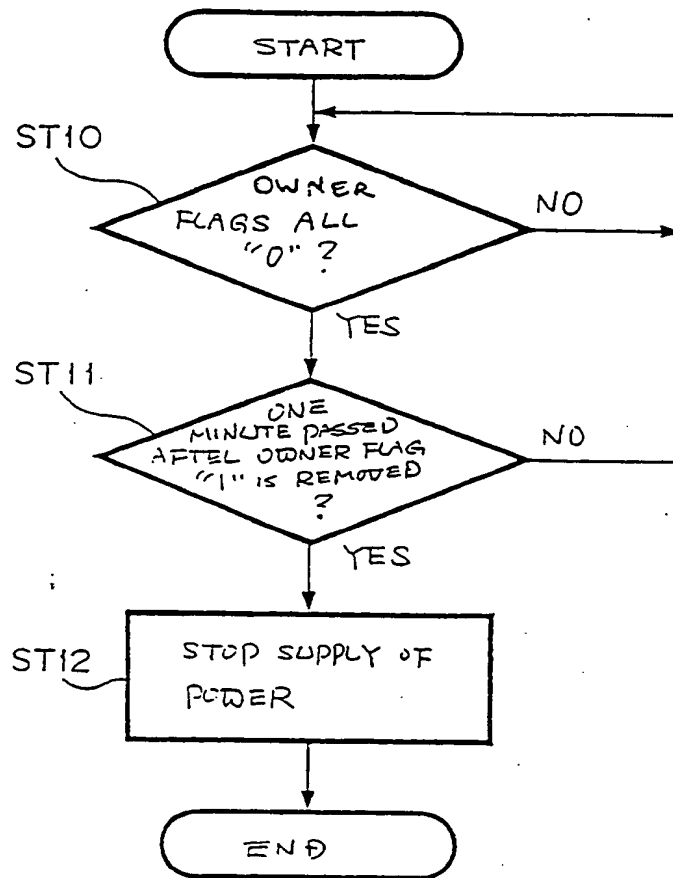 START
ST10
OWNER
FLAGS ALL
"0" ?
NO
YES
ST11
ONE
MINUTE PASSED
AFTEL OWNER FLAG
"1" IS REMOVED
?
NO
YES
ST12
STOP SUPPLY OF
POWER
END